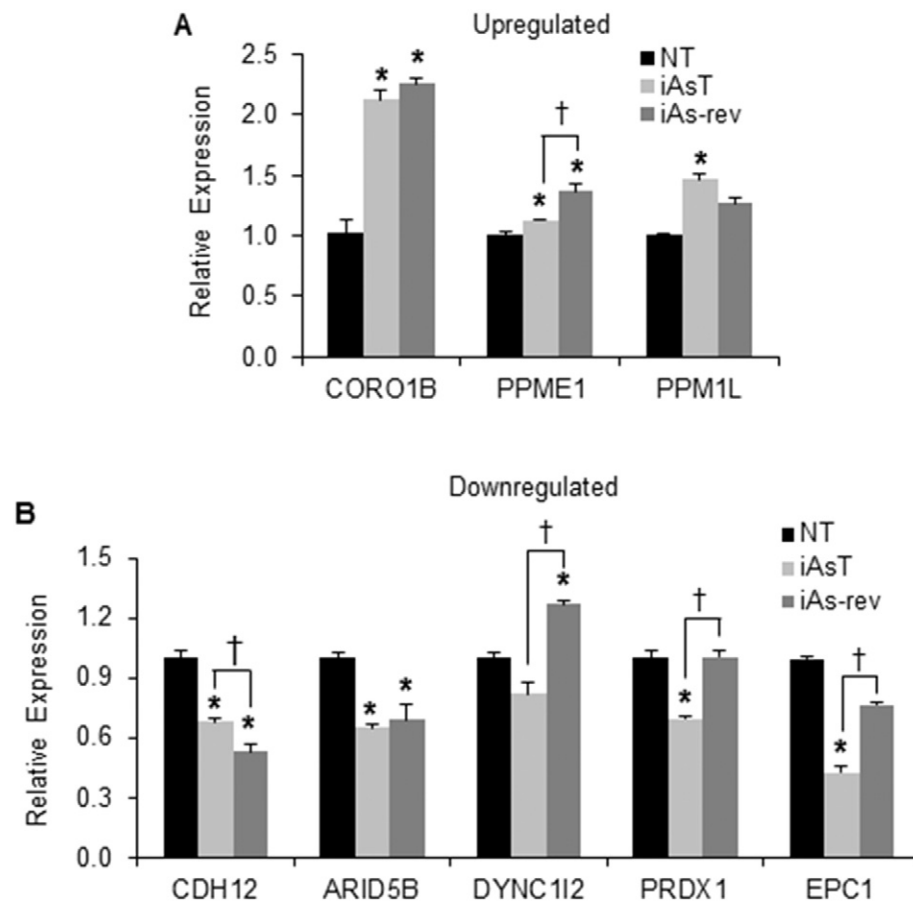 A
Upregulated
NT
iAsT
iAs-rev
Relative Expression
2.5
2.0
1.5
1.0
0.5
0.0
* * † * * *
CORO1B PPME1 PPM1L
B
Downregulated
NT
iAsT
iAs-rev
Relative Expression
1.5
1.2
0.9
0.6
0.3
0.0
* * † * * † * † * † *
CDH12 ARID5B DYNC1I2 PRDX1 EPC1